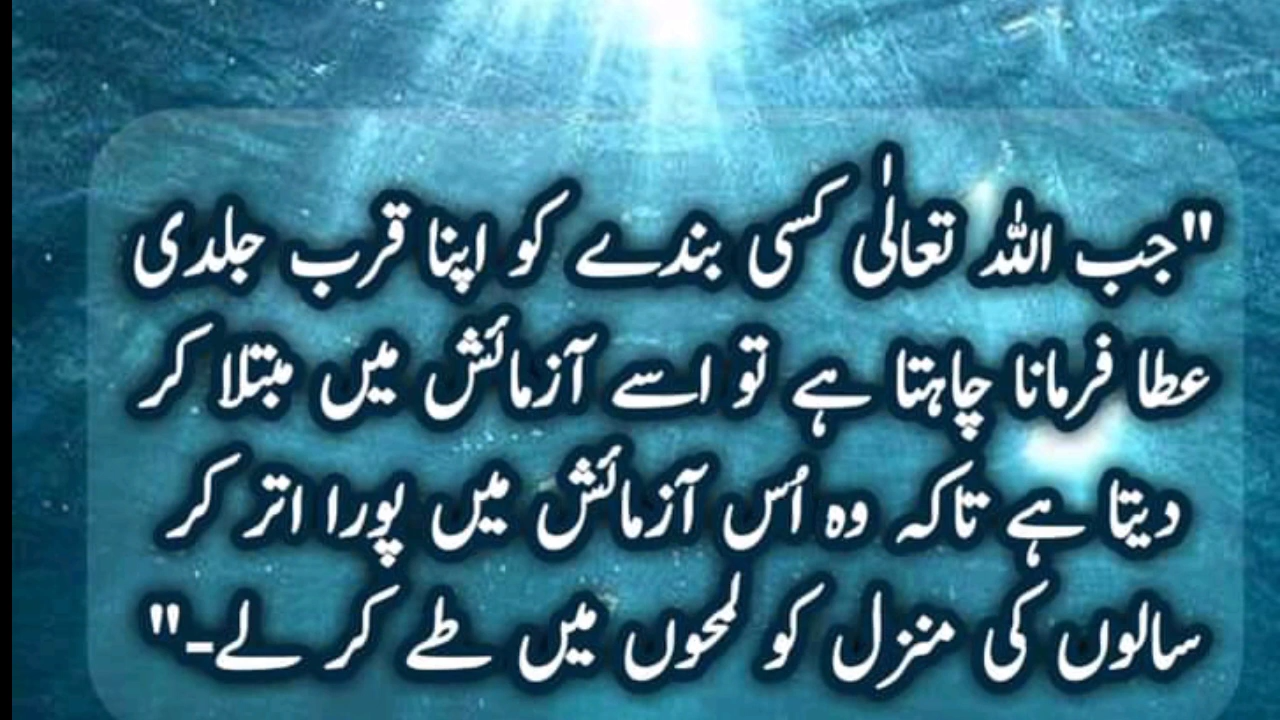 "جب اللہ تعالٰی کسی بندے کو اپنا قرب جلدی
عطا فرمانا چاہتا ہے تو اسے آزمائش میں مبتلا کر
دیتا ہے تاکہ وہ اُس آزمائش میں پورا اتر کر
سالوں کی منزل کو لمحوں میں طے کر لے۔"